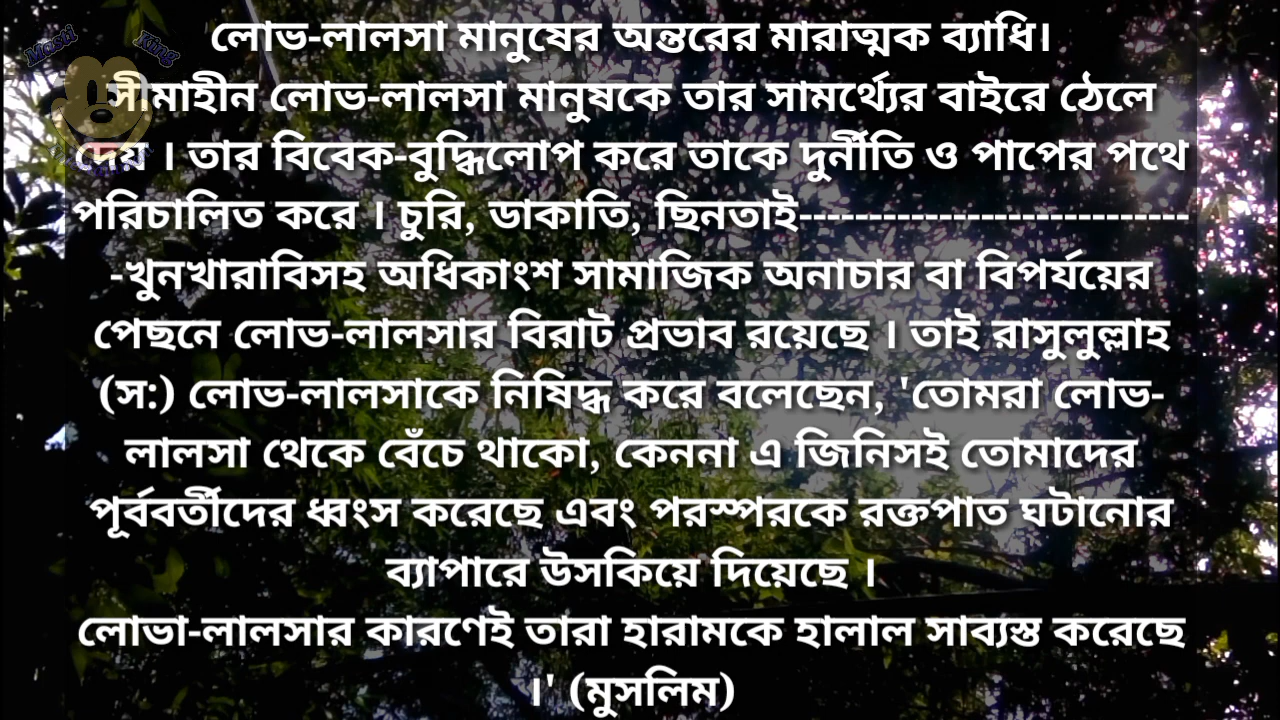 লোভ-লালসা মানুষের অন্তরের মারাত্মক ব্যাধি।
সীমাহীন লোভ-লালসা মানুষকে তার সামর্থ্যের বাইরে ঠেলে
দেয় । তার বিবেক-বুদ্ধিলোপ করে তাকে দুর্নীতি ও পাপের পথে
পরিচালিত করে । চুরি, ডাকাতি, ছিনতাই----------------------------
-খুনখারাবিসহ অধিকাংশ সামাজিক অনাচার বা বিপর্যয়ের
পেছনে লোভ-লালসার বিরাট প্রভাব রয়েছে । তাই রাসুলুল্লাহ
(স:) লোভ-লালসাকে নিষিদ্ধ করে বলেছেন, 'তোমরা লোভ-
লালসা থেকে বেঁচে থাকো, কেননা এ জিনিসই তোমাদের
পূর্ববর্তীদের ধ্বংস করেছে এবং পরস্পরকে রক্তপাত ঘটানোর
ব্যাপারে উসকিয়ে দিয়েছে ।
লোভা-লালসার কারণেই তারা হারামকে হালাল সাব্যস্ত করেছে
।' (মুসলিম)
Masti King